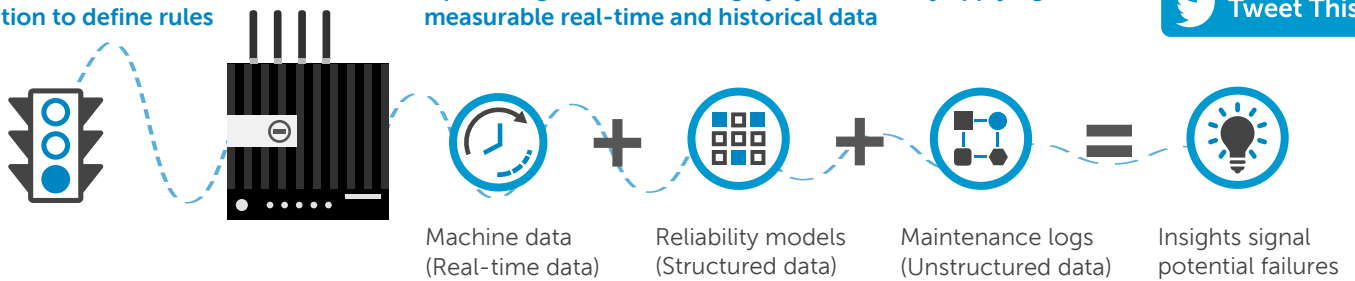 tion to define rules
measurable real-time and historical data
Tweet This
Machine data
(Real-time data)
Reliability models
(Structured data)
Maintenance logs
(Unstructured data)
Insights signal
potential failures